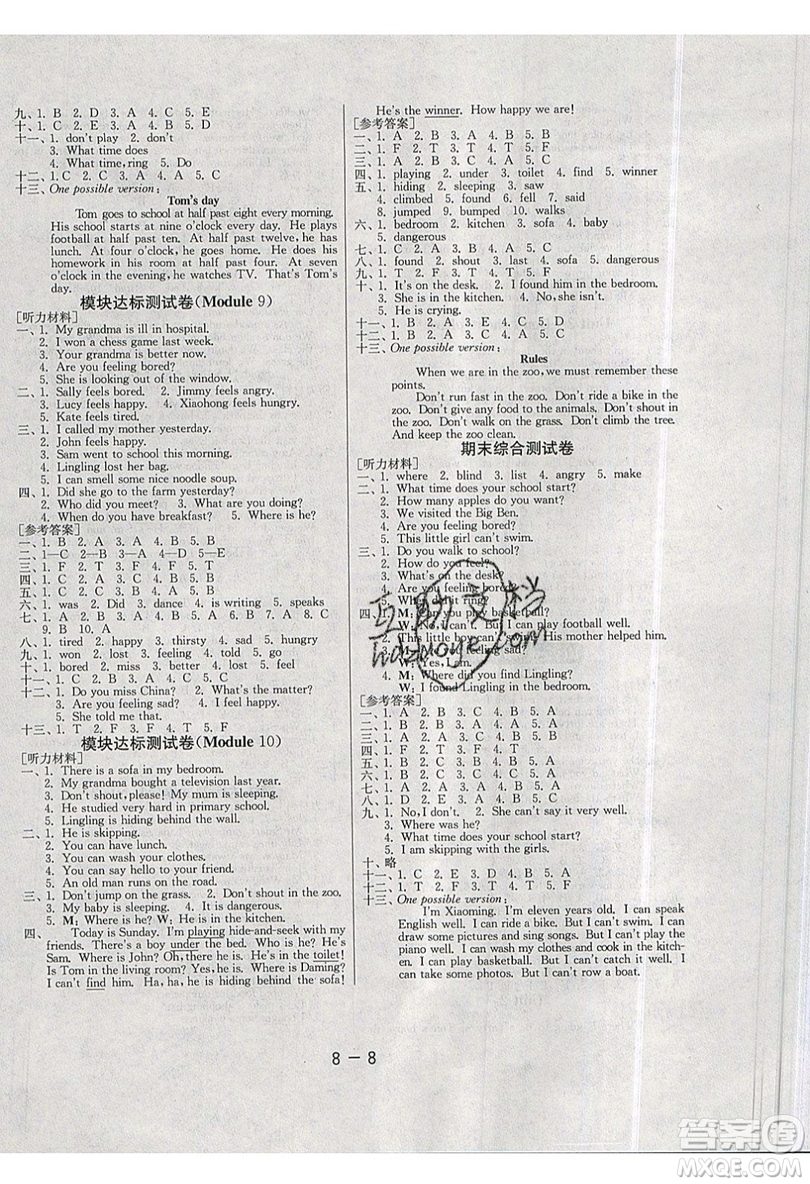 九、1. B  2. D  3. A  4. C  5. E
十、1. C  2. E  3. A  4. B  5. D
十一、1. don't play  2. don't
3. What time does
4. What time, ring  5. Do
十二、1. C  2. B  3. C  4. A  5. C
十三、One possible version:
Tom's day
Tom goes to school at half past eight every morning.
His school starts at nine o'clock every day. He plays
football at half past ten. At half past twelve, he has
lunch. At four o'clock, he goes home. He does his
homework in his room at half past four. At seven
o'clock in the evening, he watches TV. That's Tom's
day.
模块达标测试卷(Module 9)
[听力材料]
一、1. My grandma is ill in hospital.
2. I won a chess game last week.
3. Your grandma is better now.
4. Are you feeling bored?
5. She is looking out of the window.
二、1. Sally feels bored.  2. Jimmy feels angry.
3. Lucy feels happy.  4. Xiaohong feels hungry.
5. Kate feels tired.
三、1. I called my mother yesterday.
2. John feels happy.
3. Sam went to school this morning.
4. Lingling lost her bag.
5. I can smell some nice noodle soup.
四、1. Did she go to the farm yesterday?
2. Who did you meet?  3. What are you doing?
4. When do you have breakfast?  5. Where is he?
[参考答案]
一、1. B  2. A  3. A  4. A  5. B
二、1—C  2—B  3—A  4—D  5—E
三、1. F  2. T  3. F  4. T  5. F
四、1. C  2. B  3. A  4. C  5. B
五、1. C  2. C  3. A  4. B  5. C
六、1. was  2. Did, dance  3. at  4. is writing  5. speaks
七、1. A  2. B  3. C  4. A  5. B  6. A  7. A  8. C
9. B  10. A
八、1. tired  2. happy  3. thirsty  4. sad  5. hungry
九、1. won  2. lost  3. feeling  4. told  5. go
十、1. bored  2. miss  3. tired  4. feeling  5. at
十一、1. C  2. B  3. C  4. A  5. B
十二、1. Do you miss China?  2. What's the matter?
3. Are you feeling sad?  4. I feel happy.
5. She told me that.
十三、1. T  2. F  3. F  4. T  5. F
模块达标测试卷(Module 10)
[听力材料]
一、1. There is a sofa in my bedroom.
2. My grandma bought a television last year.
3. Don't shout, please! My mum is sleeping.
4. He studied very hard in primary school.
5. Lingling is hiding behind the wall.
二、1. He is skipping.
2. You can have lunch.
3. You can wash your clothes.
4. You can say hello to your friend.
5. An old man runs on the road.
三、1. Don't jump on the grass.  2. Don't shout in the zoo.
3. My baby is sleeping.  4. It is dangerous.
5. M: Where is he?  W: He is in the kitchen.
四、Today is Sunday. I'm playing hide-and-seek with my
friends. There's a boy under the bed. Who is he? He's
Sam. Where is John? Oh, there he is. He's in the toilet!
Is Tom in the living room? Yes, he is. Where is Daming?
I can't find him. Ha, ha, he is hiding behind the sofa!
He's the winner. How happy we are!
[参考答案]
一、1. A  2. B  3. A  4. B  5. B
二、1. B  2. A  3. B  4. C  5. A
三、1. A  2. C  3. B  4. A  5. B
四、1. playing  2. under  3. toilet  4. find  5. winner
五、1. hiding  2. sleeping  3. saw
4. climbed  5. found  6. fell  7. said
8. jumped  9. bumped  10. walks
六、1. bedroom  2. kitchen  3. sofa  4. baby
5. dangerous
七、1. C  2. A  3. B  4. A  5. C
八、1. found  2. shout  3. last  4. sofa  5. dangerous
九、1. T  2. F  3. T  4. F  5. F
十、1. It's on the desk.  2. I found him in the bedroom.
3. She is in the kitchen.  4. No, she isn't.
5. He is crying.
十一、1. B  2. A  3. E  4. C  5. D
十二、1. C  2. B  3. A  4. B  5. C
十三、One possible version:
Rules
When we are in the zoo, we must remember these
points.
Don't run fast. Don't ride a bike in the
zoo. Don't give any food to the animals. Don't shout in
the zoo. Don't walk on the grass. Don't climb the tree.
Keep the zoo clean.
期末综合测试卷
[听力材料]
一、1. where  2. blind  3. list  4. angry  5. make
二、1. What time does your school start?
2. How many apples do you want?
3. We visited the Big Ben.
4. Are you feeling bored?
5. This little girl can't swim.
三、1. Do you walk to school?
2. How do you feel?
3. What's on the desk?
4. Are you feeling bored?
四、1. M: Can you play basketball?
W: No, I can't. But I can play football well.
2. This little boy can't swim. His mother helped him.
3. M: Are you feeling sad?
W: Yes, I am.
4. M: Where did you find Lingling?
W: I found Lingling in the bedroom.
[参考答案]
一、1. A  2. B  3. B  4. B  5. A
二、1. A  2. B  3. B  4. A  5. B
三、1. B  2. B  3. A  4. B  5. A
四、1. F  2. T  3. T  4. F
五、1. B  2. C  3. A  4. B  5. C
六、1. C  2. B  3. B  4. C  5. A
七、1. C  2. A  3. B  4. A  5. C
八、1. D  2. E  3. A  4. B  5. C
九、1. No, I don't.  2. She can't say it very well.
3. Where was he?
4. What time does your school start?
5. I am skipping with the girls.
十、略
十一、1. C  2. E  3. D  4. B  5. A
十二、1. T  2. F  3. T  4. F  5. T
十三、One possible version:
I'm Xiaoming. I'm eleven years old. I can speak
English well. I can ride a bike. But I can't swim. I can
draw some pictures and sing songs. But I can't play the
piano well. I can wash my clothes and cook in the kitch-
en. I can play basketball. But I can't play football. I can
take some photos. But I can't row a boat.
8 - 8
互助文档
hdzuoye.com
答案圈
MXQE.COM